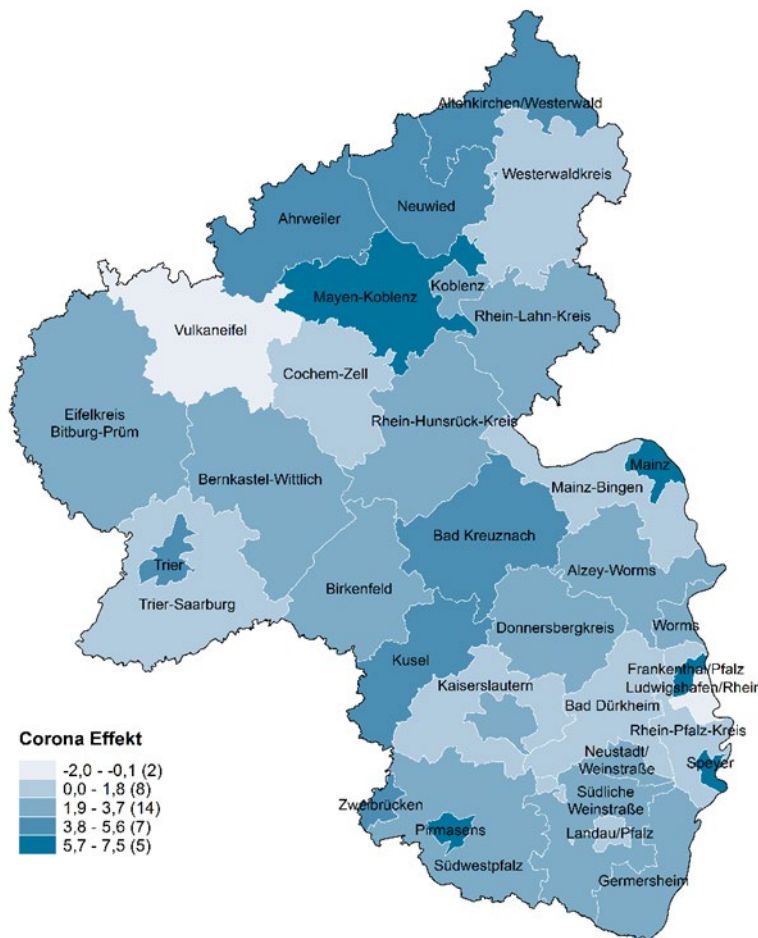 Altenkirchen/Westerwald
Westerwaldkreis
Neuwied
Ahrweiler
Koblenz
Mayen-Koblenz
Rhein-Lahn-Kreis
Vulkaneifel
Cochem-Zell
Eifelkreis
Bitburg-Prüm
Rhein-Hunsrück-Kreis
Mainz
Bernkastel-Wittlich
Mainz-Bingen
Bad Kreuznach
Trier
Alzey-Worms
Birkenfeld
Trier-Saarburg
Donnersbergkreis
Worms
Kusel
Frankenthal/Pfalz
Kaiserslautern
Ludwigshafen/Rhein
Bad Dürkheim
Rhein-Pfalz-Kreis
Neustadt/
Weinstraße
Speyer
Südliche
Weinstraße
Zweibrücken
Pirmasens
Landau/Pfalz
Südwestpfalz
Germersheim
Corona Effekt
-2,0 - -0,1 (2)
0,0 - 1,8 (8)
1,9 - 3,7 (14)
3,8 - 5,6 (7)
5,7 - 7,5 (5)